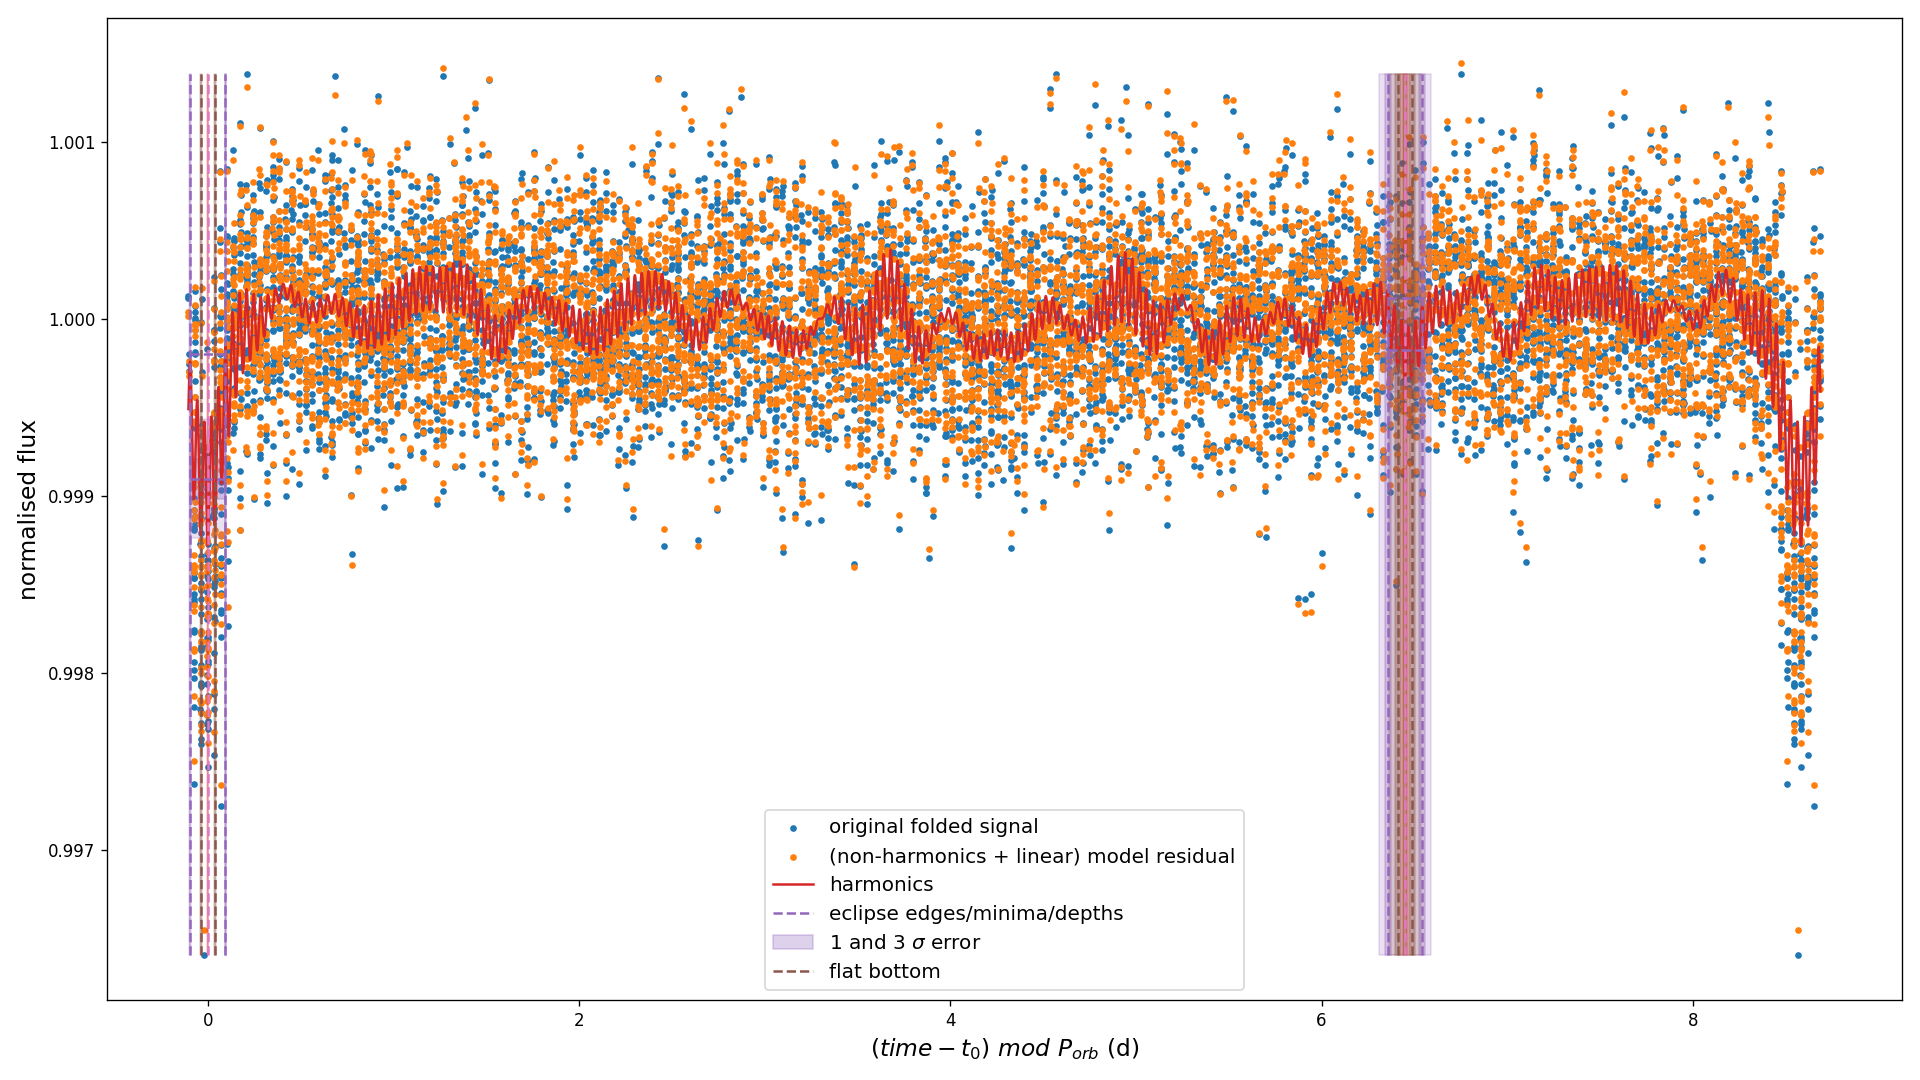 normalised flux
1.001
1.000
0.999
0.998
0.997
original folded signal
(non-harmonics + linear) model residual
harmonics
eclipse edges/minima/depths
1 and 3 σ error
flat bottom
0 2 4 6 8
(time − t₀) mod Pₒᵣb (d)